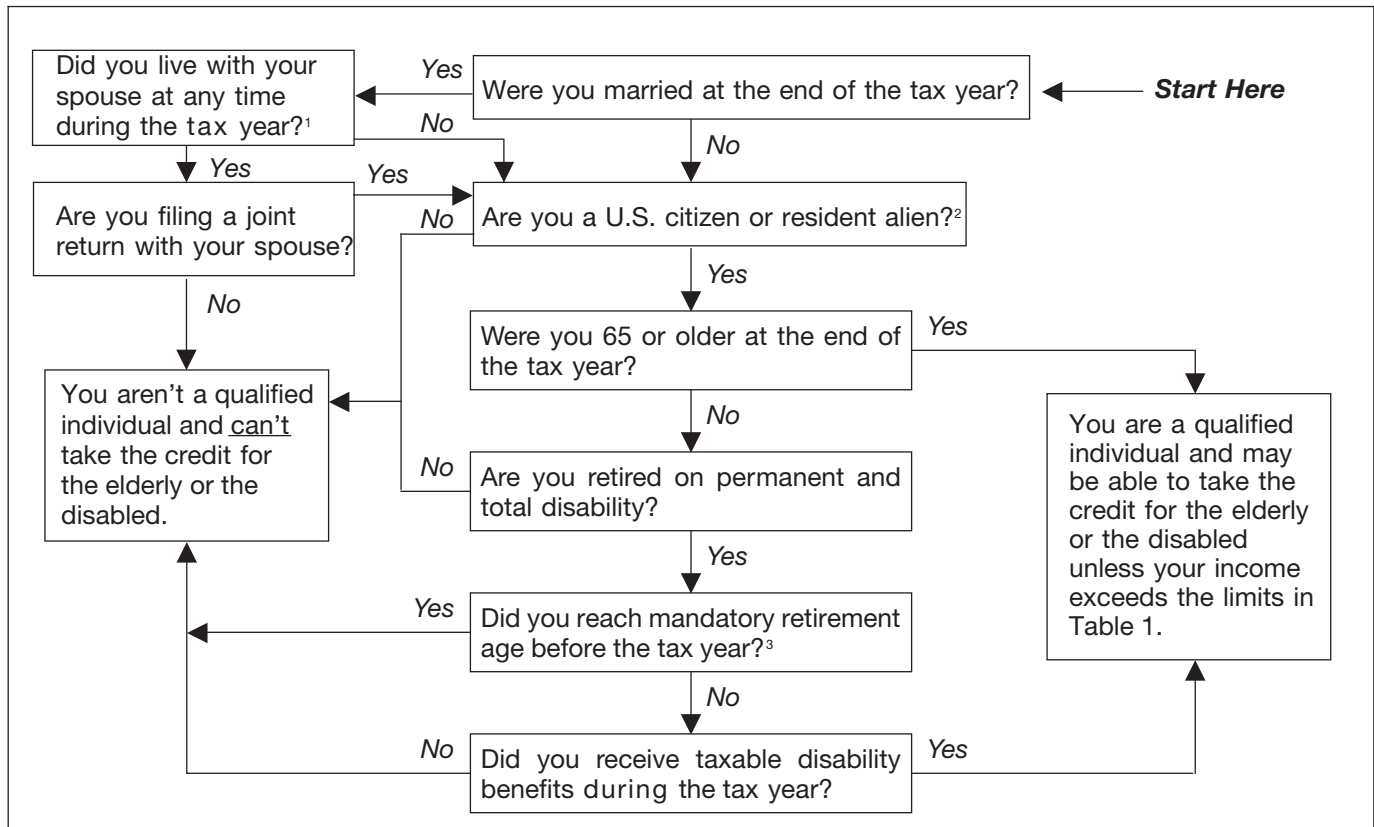 Start Here
Were you married at the end of the tax year?
Yes
No
Did you live with your
spouse at any time
during the tax year?1
No
Yes
Are you filing a joint
return with your spouse?
Yes
No
Are you a U.S. citizen or resident alien?2
No
Yes
Were you 65 or older at the end of
the tax year?
Yes
No
You aren't a qualified
individual and can't
take the credit for
the elderly or the
disabled.
Are you retired on permanent and
total disability?
No
Yes
You are a qualified
individual and may
be able to take the
credit for the elderly
or the disabled
unless your income
exceeds the limits in
Table 1.
Did you reach mandatory retirement
age before the tax year?3
Yes
No
Did you receive taxable disability
benefits during the tax year?
No
Yes